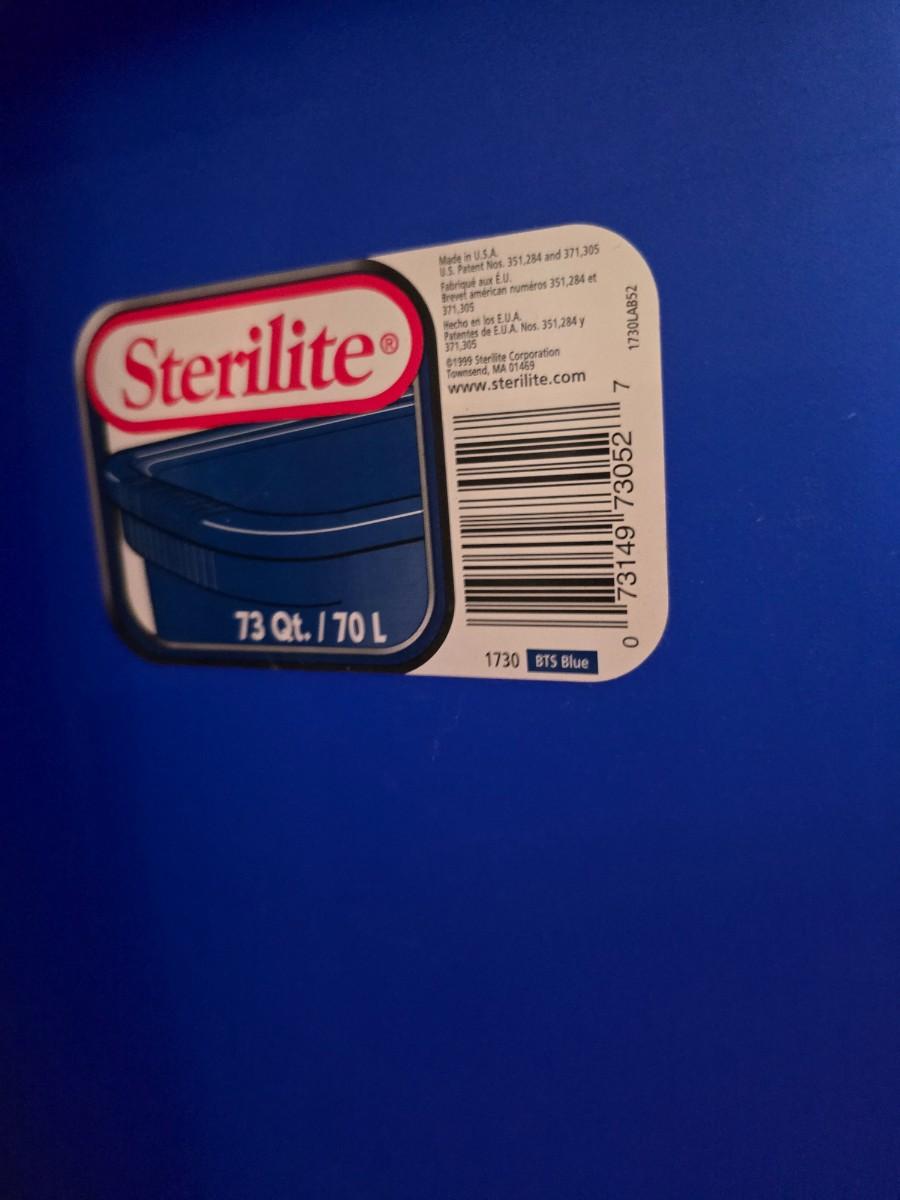 Sterilite®
73 Qt. / 70 L
Made in U.S.A.
U.S. Patent Nos. 351,284 and 371,305
Fabriqué aux É.U.
Brevet américan numéros 351,284 et
371,305
Hecho en los E.U.A.
Patentes de E.U.A. Nos. 351,284 y
371,305
©1999 Sterilite Corporation
Townsend, MA 01469
www.sterilite.com
1730LAB52
0 73149 73052 7
1730 BTS Blue